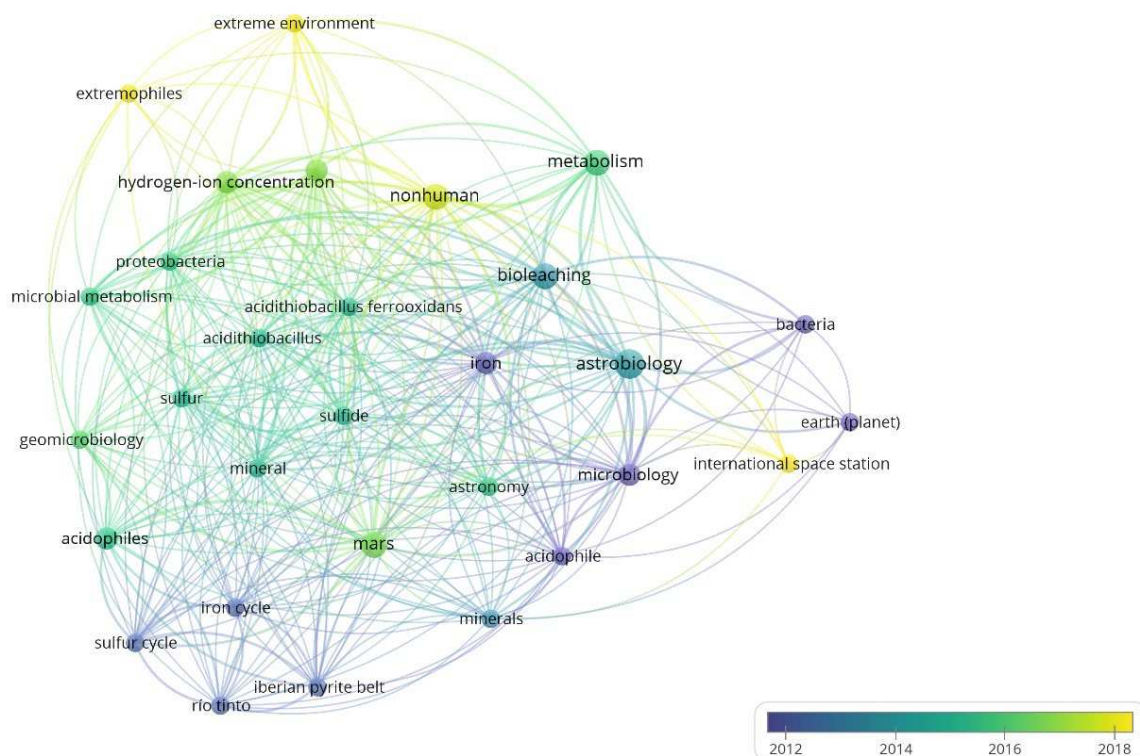 extreme environment
extremophiles
metabolism
hydrogen-ion concentration
nonhuman
proteobacteria
bioleaching
microbial metabolism
acidithiobacillus ferrooxidans
bacteria
acidithiobacillus
iron
astrobiology
sulfur
sulfide
earth (planet)
geomicrobiology
international space station
mineral
microbiology
astronomy
acidophiles
mars
acidophile
iron cycle
minerals
sulfur cycle
iberian pyrite belt
río tinto
2012 2014 2016 2018